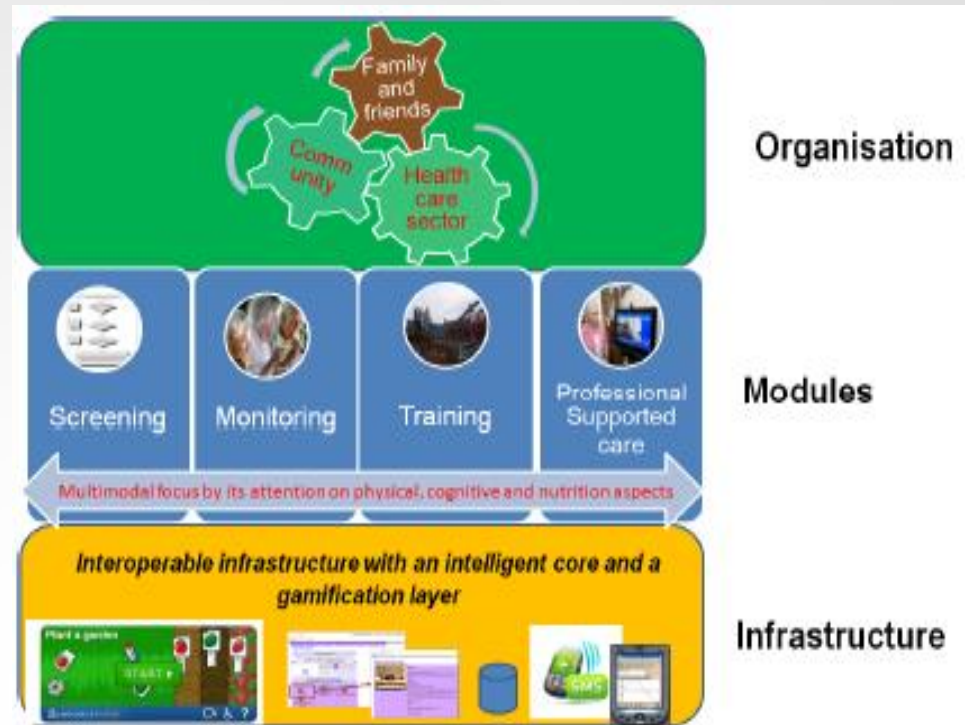 Family
and
friends
Comm
unity
Health
care
sector
Organisation
Screening
Monitoring
Training
Professional
Supported
care
Modules
Multimodal focus by its attention on physical, cognitive and nutrition aspects
Interoperable infrastructure with an intelligent core and a
gamification layer
Plant a garden
START
?
SMS
Infrastructure